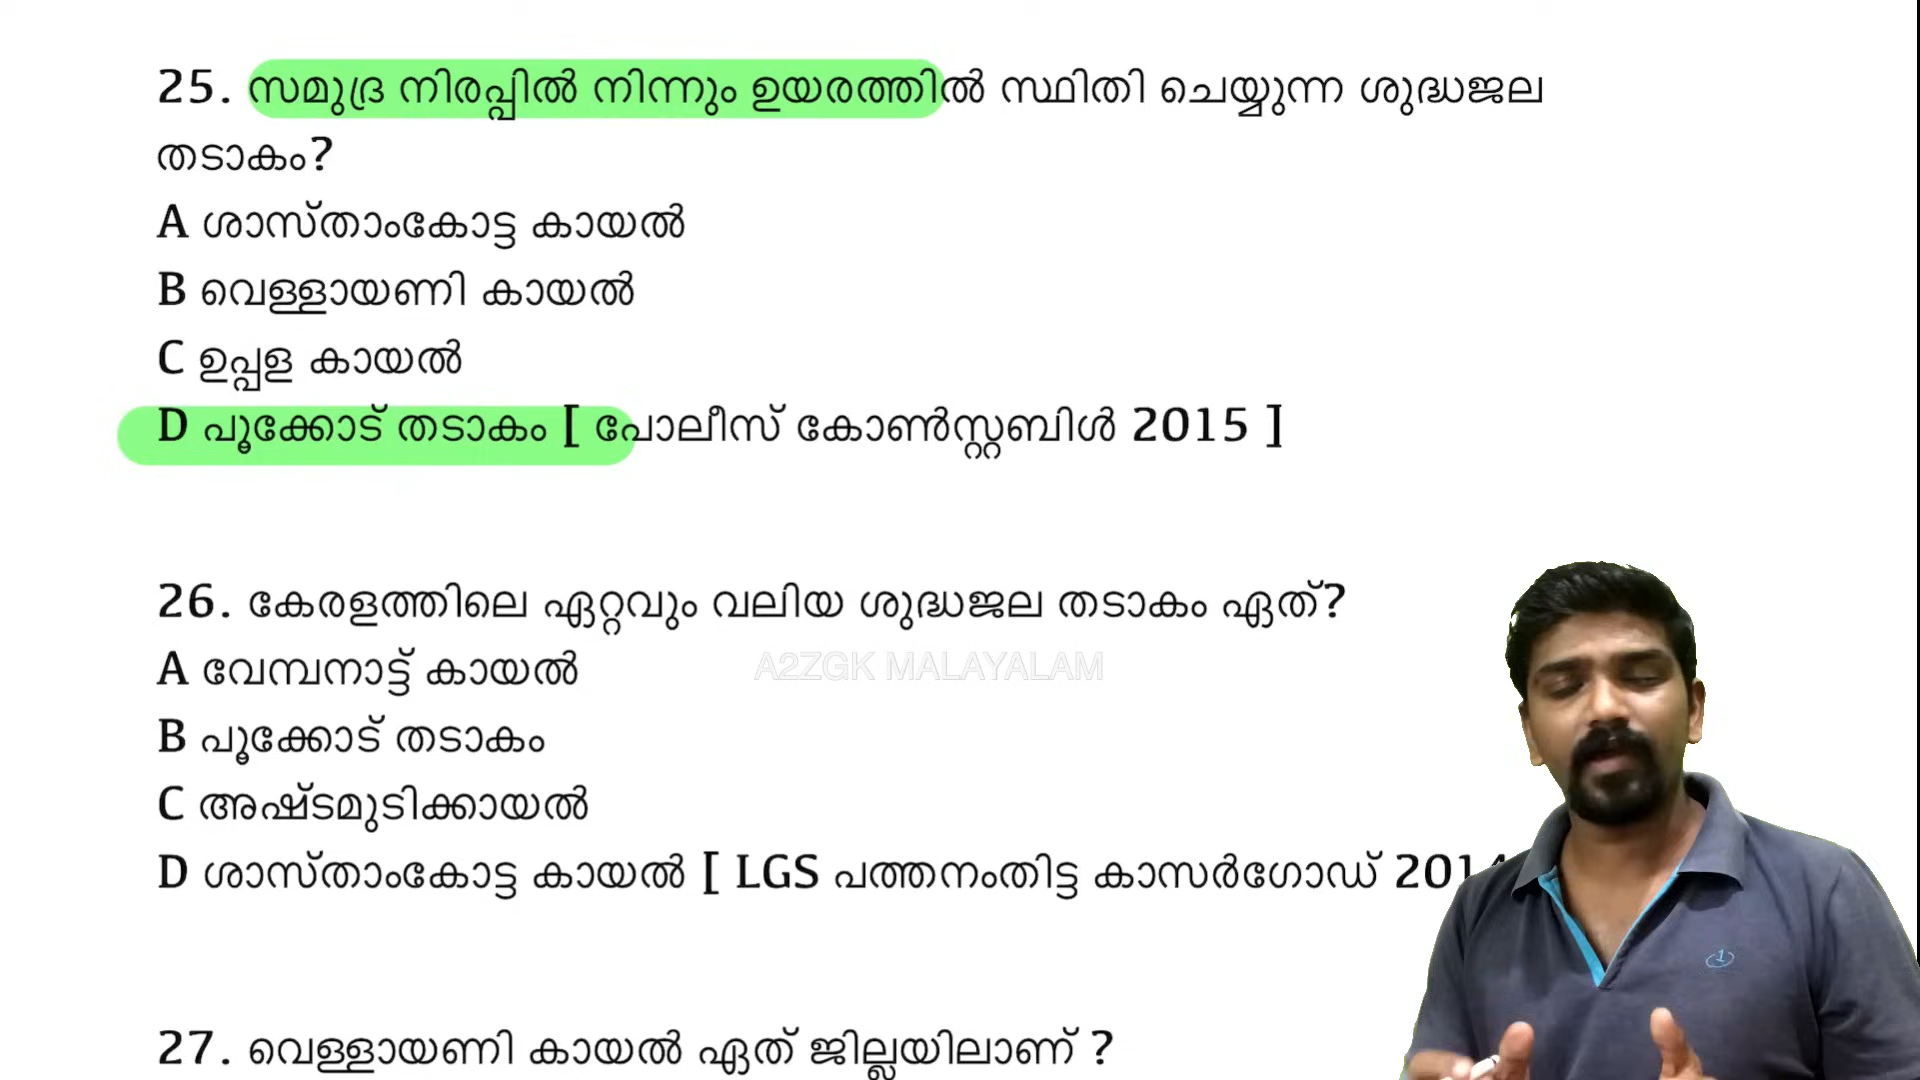 25. സമുദ്ര നിരപ്പിൽ നിന്നും ഉയരത്തിൽ സ്ഥിതി ചെയ്യുന്ന ശുദ്ധജല
തടാകം?
A ശാസ്താംകോട്ട കായൽ
B വെള്ളായണി കായൽ
C ഉപ്പള കായൽ
D പൂക്കോട് തടാകം [ പോലീസ് കോൺസ്റ്റബിൾ 2015 ]
26. കേരളത്തിലെ ഏറ്റവും വലിയ ശുദ്ധജല തടാകം ഏത്?
A വേമ്പനാട്ട് കായൽ
A2ZGK MALAYALAM
B പൂക്കോട് തടാകം
C അഷ്ടമുടിക്കായൽ
D ശാസ്താംകോട്ട കായൽ [ LGS പത്തനംതിട്ട കാസർഗോഡ് 2014
27. വെള്ളായണി കായൽ ഏത് ജില്ലയിലാണ് ?